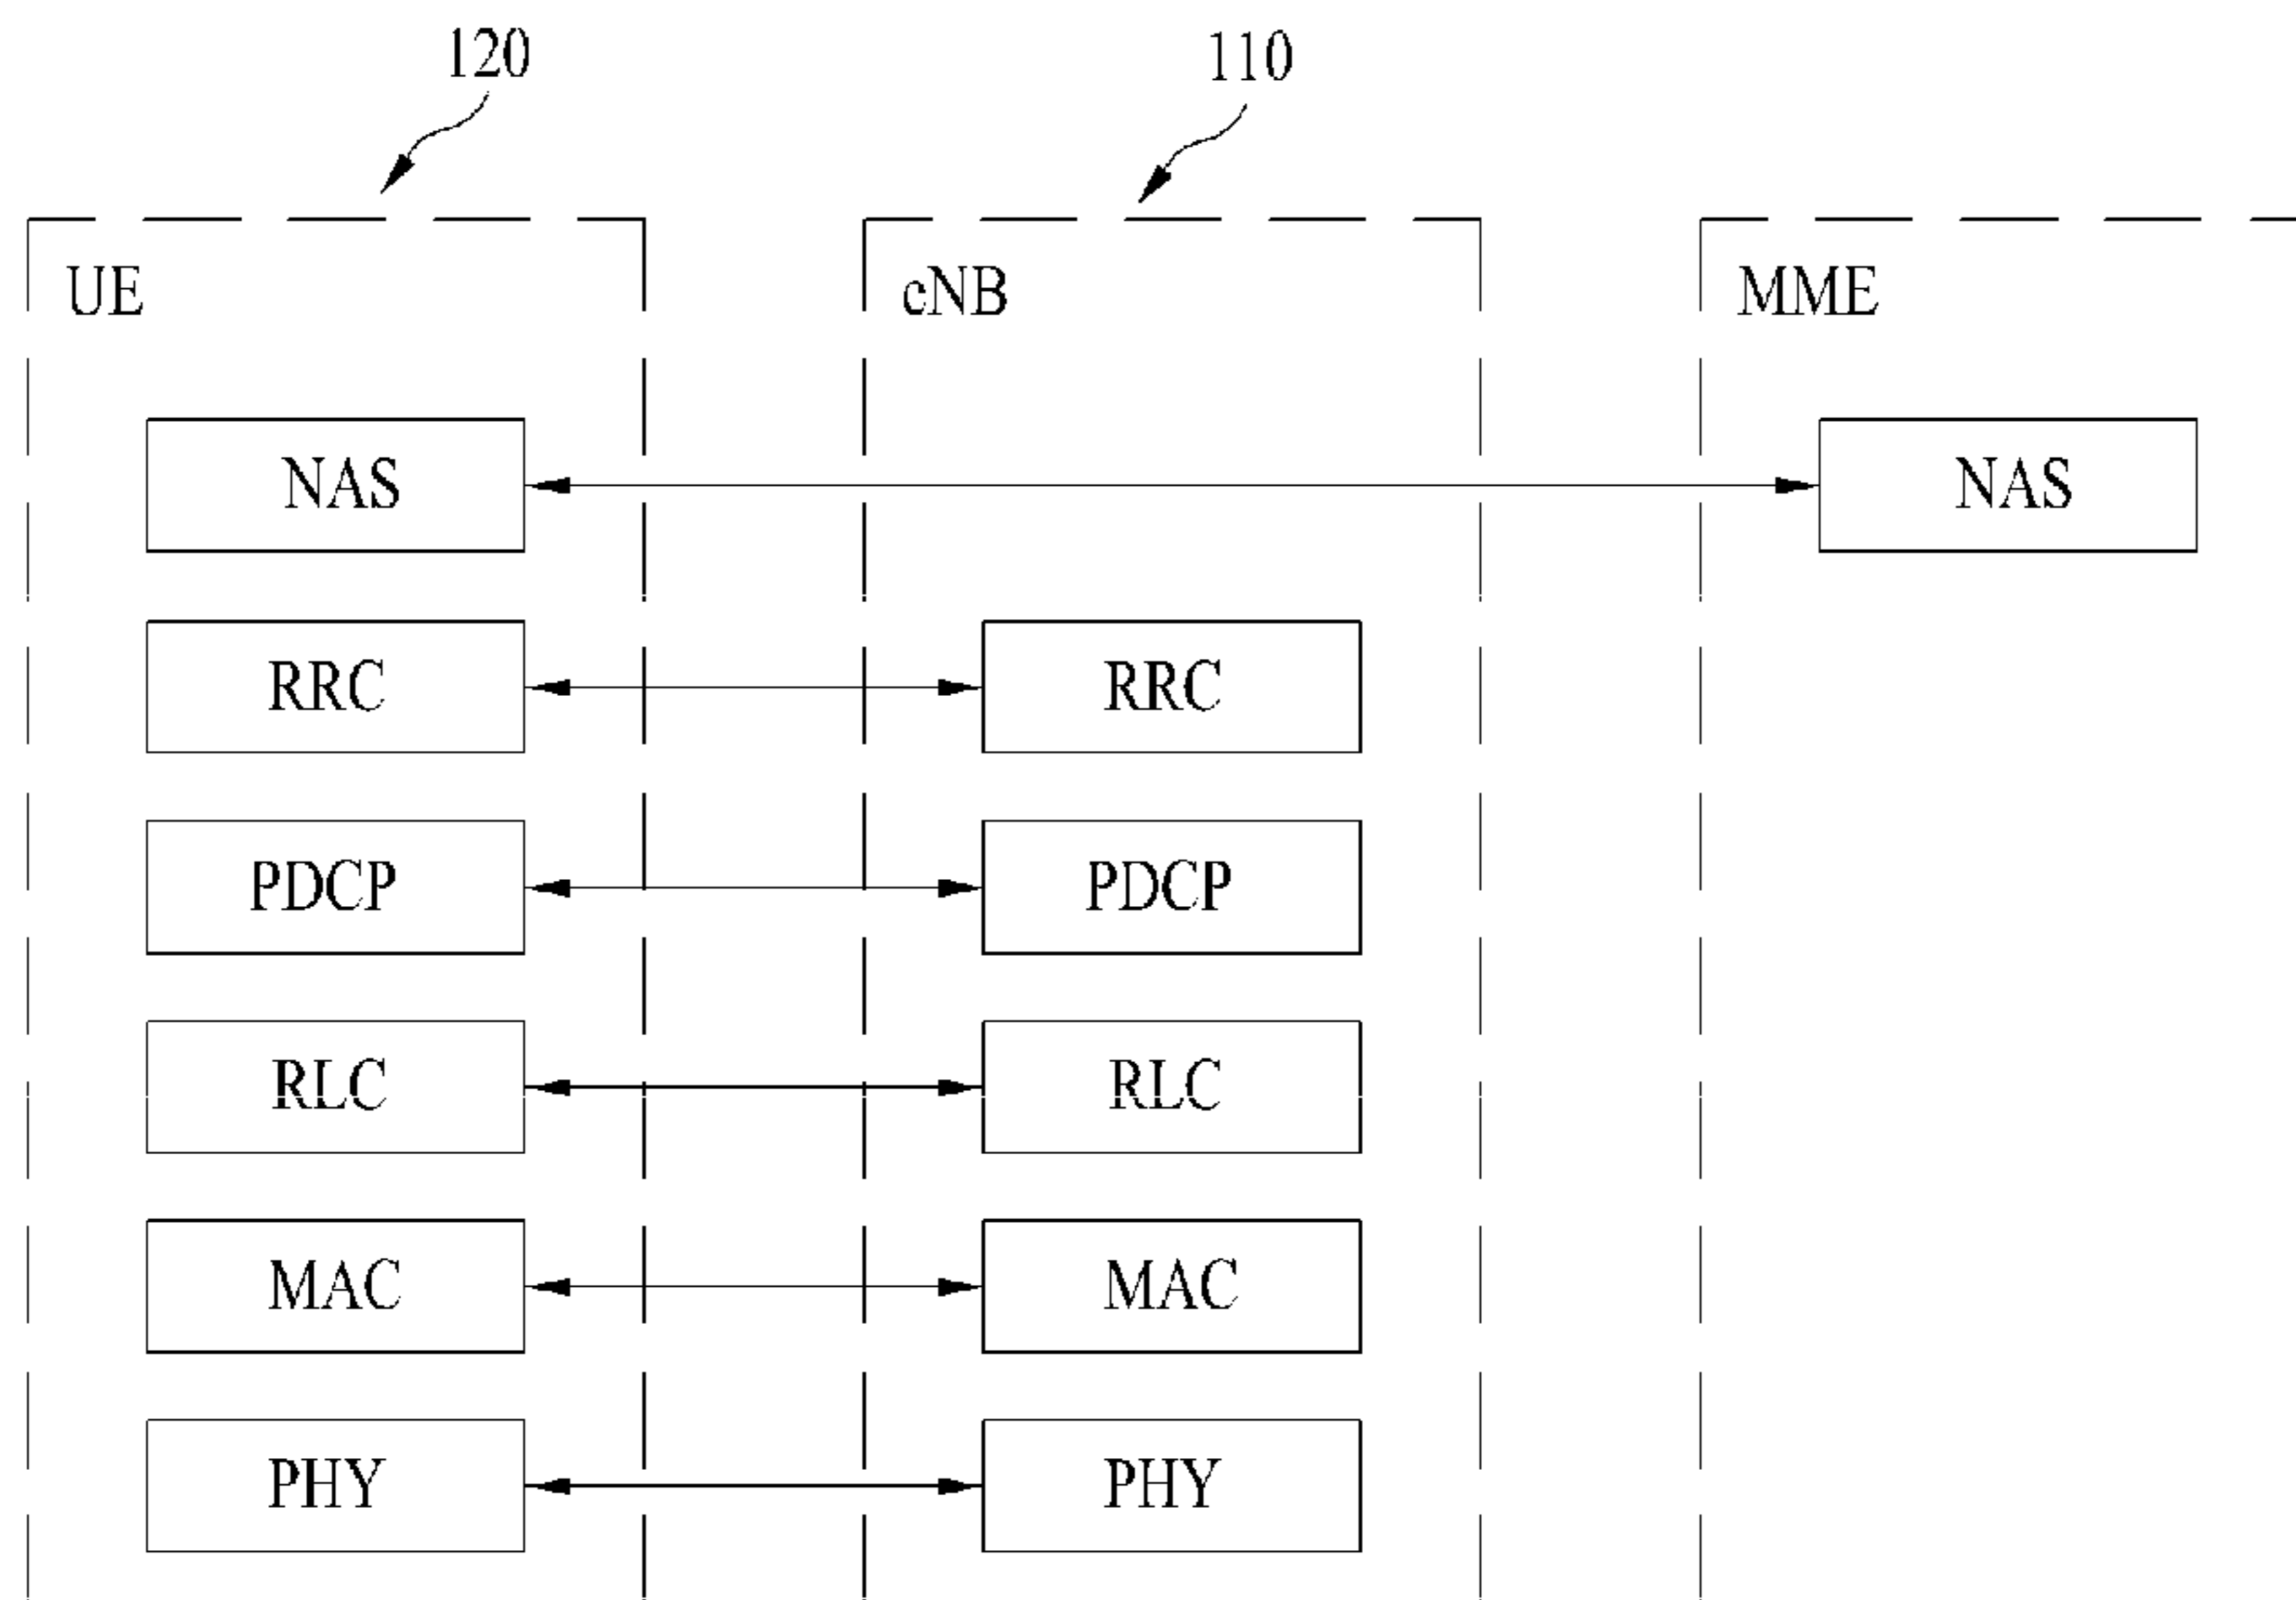 120 110
UE cNB MME
NAS NAS
RRC RRC
PDCP PDCP
RLC RLC
MAC MAC
PHY PHY